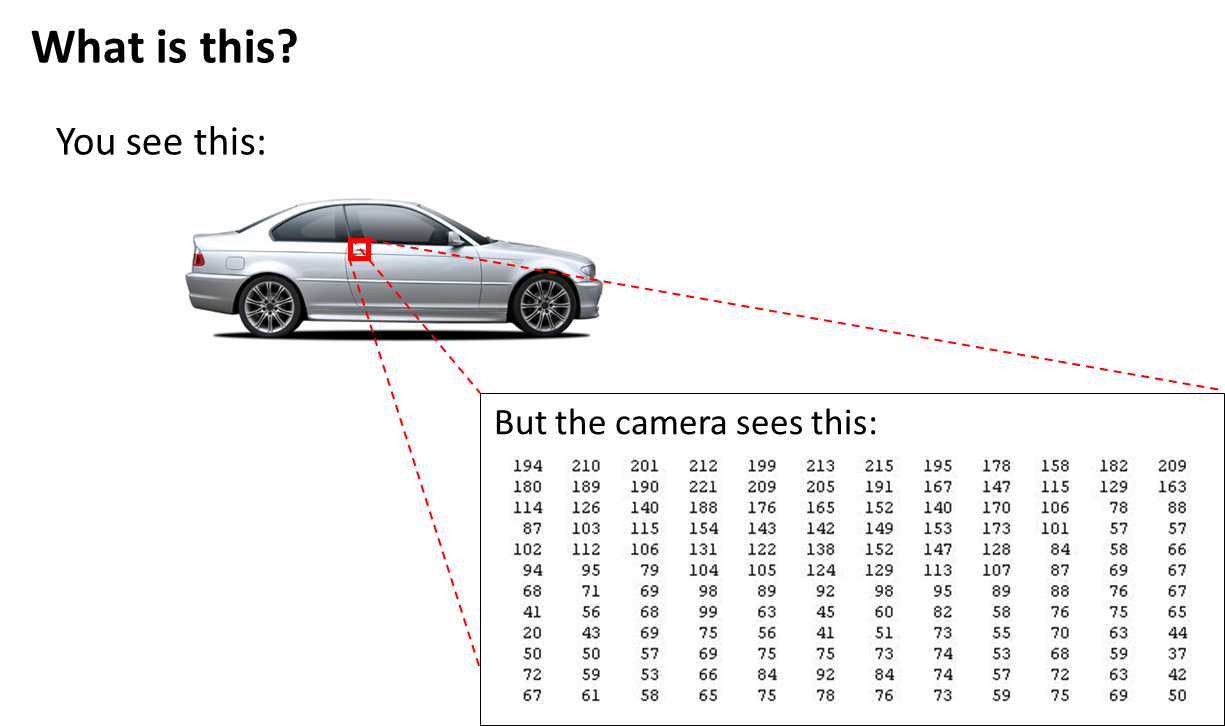 What is this?
You see this:
But the camera sees this:
194 210 201 212 199 213 215 195 178 158 182 209
180 189 190 221 209 205 191 167 147 115 129 163
114 126 140 188 176 165 152 140 170 106 78 88
87 103 115 154 143 142 149 153 173 101 57 57
102 112 106 131 122 138 152 147 128 84 58 66
94 95 79 104 105 124 129 113 107 87 69 67
68 71 69 98 89 92 98 95 89 88 76 67
41 56 68 99 63 45 60 82 58 76 75 65
20 43 69 75 56 41 51 73 55 70 63 44
50 50 57 69 75 75 73 74 53 68 59 37
72 59 53 66 84 92 84 74 57 72 63 42
67 61 58 65 75 78 76 73 59 75 69 50